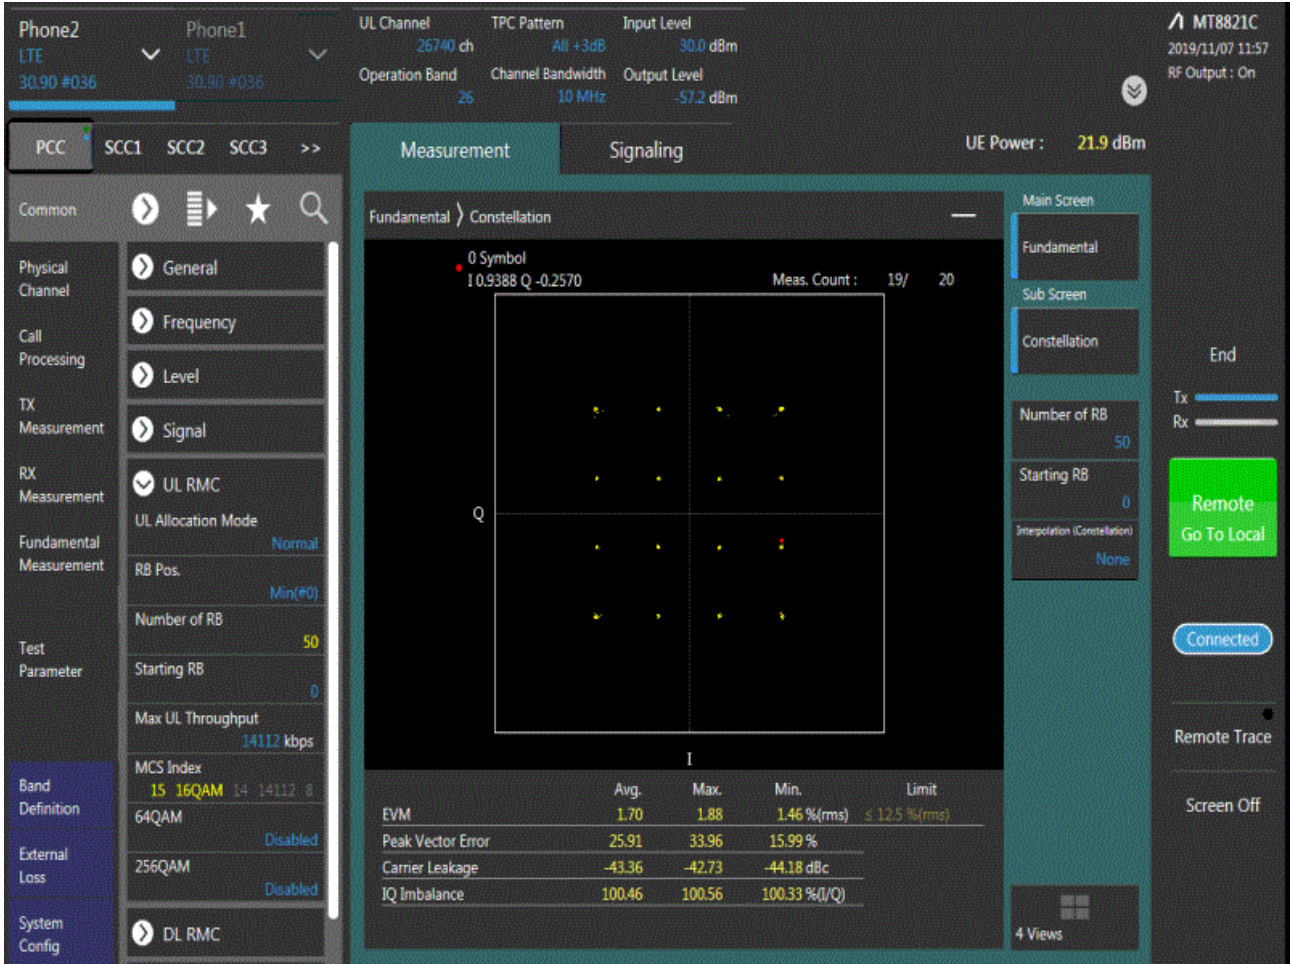 Phone2
LTE
30.90 #036
Phone1
LTE
30.90 #036
UL Channel
26740 ch
TPC Pattern
All +3dB
Input Level
30.0 dBm
Operation Band
26
Channel Bandwidth
10 MHz
Output Level
-57.2 dBm
MT8821C
2019/11/07 11:57
RF Output : On
PCC SCC1 SCC2 SCC3 >>
Measurement
Signaling
UE Power : 21.9 dBm
Common
Physical
Channel
Call
Processing
TX
Measurement
RX
Measurement
Fundamental
Measurement
Test
Parameter
Band
Definition
External
Loss
System
Config
General
Frequency
Level
Signal
UL RMC
UL Allocation Mode
Normal
RB Pos.
Min(#0)
Number of RB
50
Starting RB
0
Max UL Throughput
14112 kbps
MCS Index
15 16QAM 14 14112 8
64QAM
Disabled
256QAM
Disabled
DL RMC
Fundamental 〉 Constellation
0 Symbol
I 0.9388 Q -0.2570
Meas. Count : 19/ 20
Q
I
Avg. Max. Min. Limit
EVM 1.70 1.88 1.46 %(rms) ≤ 12.5 %(rms)
Peak Vector Error 25.91 33.96 15.99 %
Carrier Leakage -43.36 -42.73 -44.18 dBc
IQ Imbalance 100.46 100.56 100.33 %(I/Q)
Main Screen
Fundamental
Sub Screen
Constellation
Number of RB
50
Starting RB
0
Interpolation (Constellation)
None
4 Views
End
Tx
Rx
Remote
Go To Local
Connected
Remote Trace
Screen Off